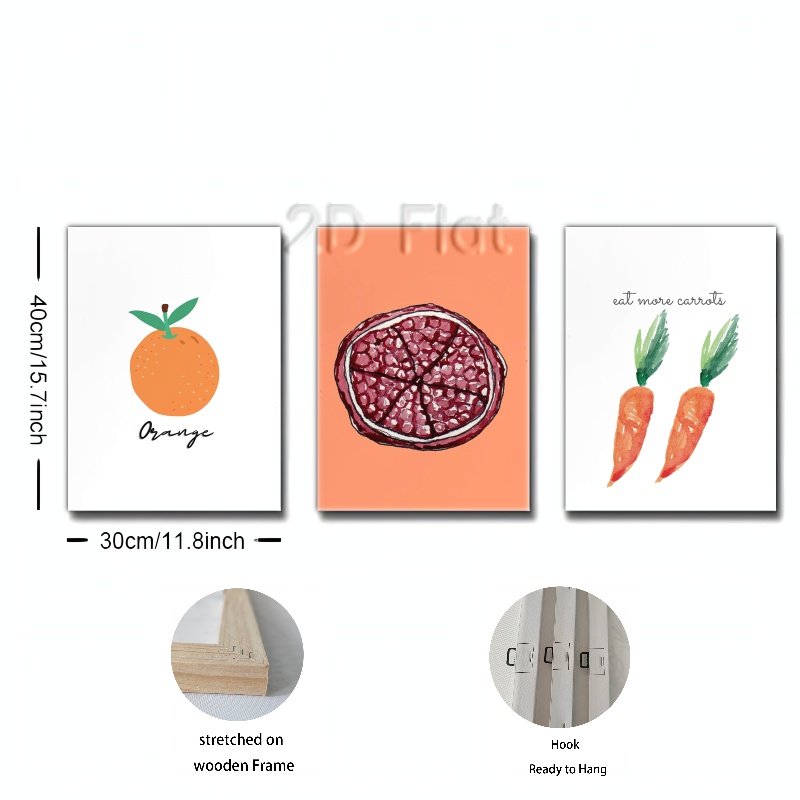 2D Flat
eat more carrots
40cm/15.7inch
Orange
30cm/11.8inch
stretched on
wooden Frame
Hook
Ready to Hang